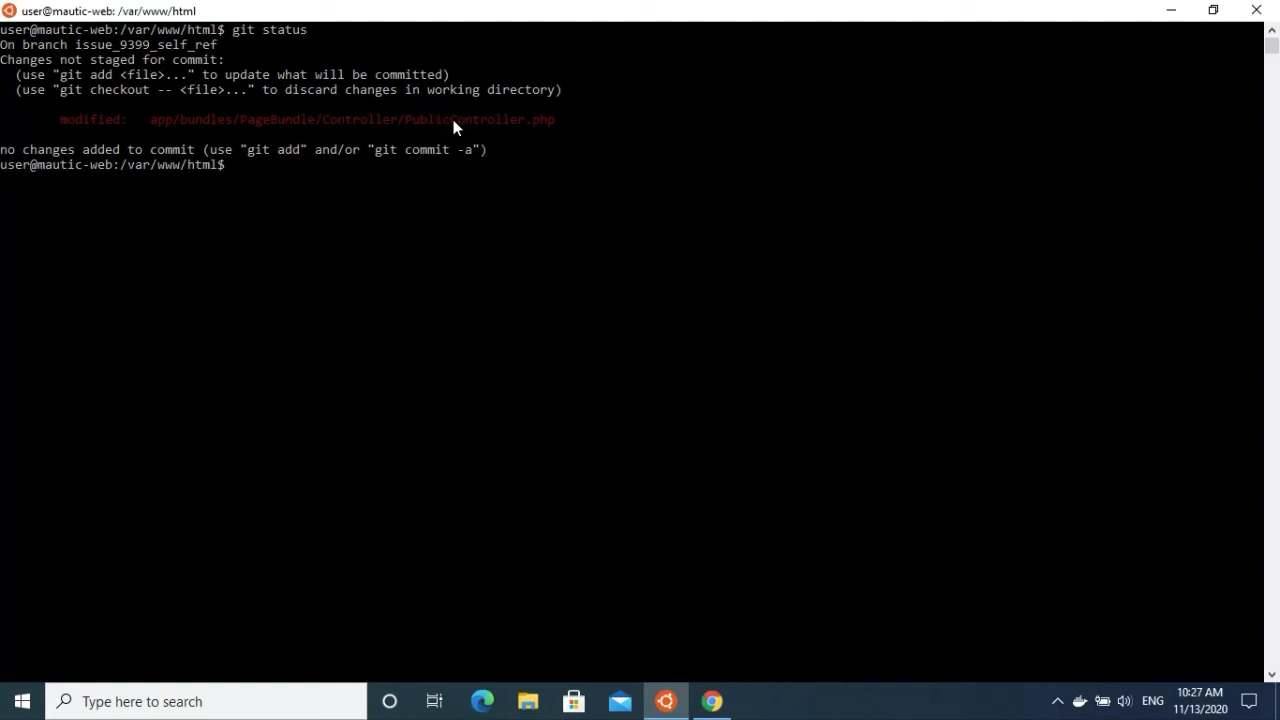 user@mautic-web: /var/www/html
user@mautic-web:/var/www/html$ git status
On branch issue_9399_self_ref
Changes not staged for commit:
  (use "git add <file>..." to update what will be committed)
  (use "git checkout -- <file>..." to discard changes in working directory)
        modified:   app/bundles/PageBundle/Controller/PublicController.php
no changes added to commit (use "git add" and/or "git commit -a")
user@mautic-web:/var/www/html$
Type here to search
ENG
10:27 AM
11/13/2020